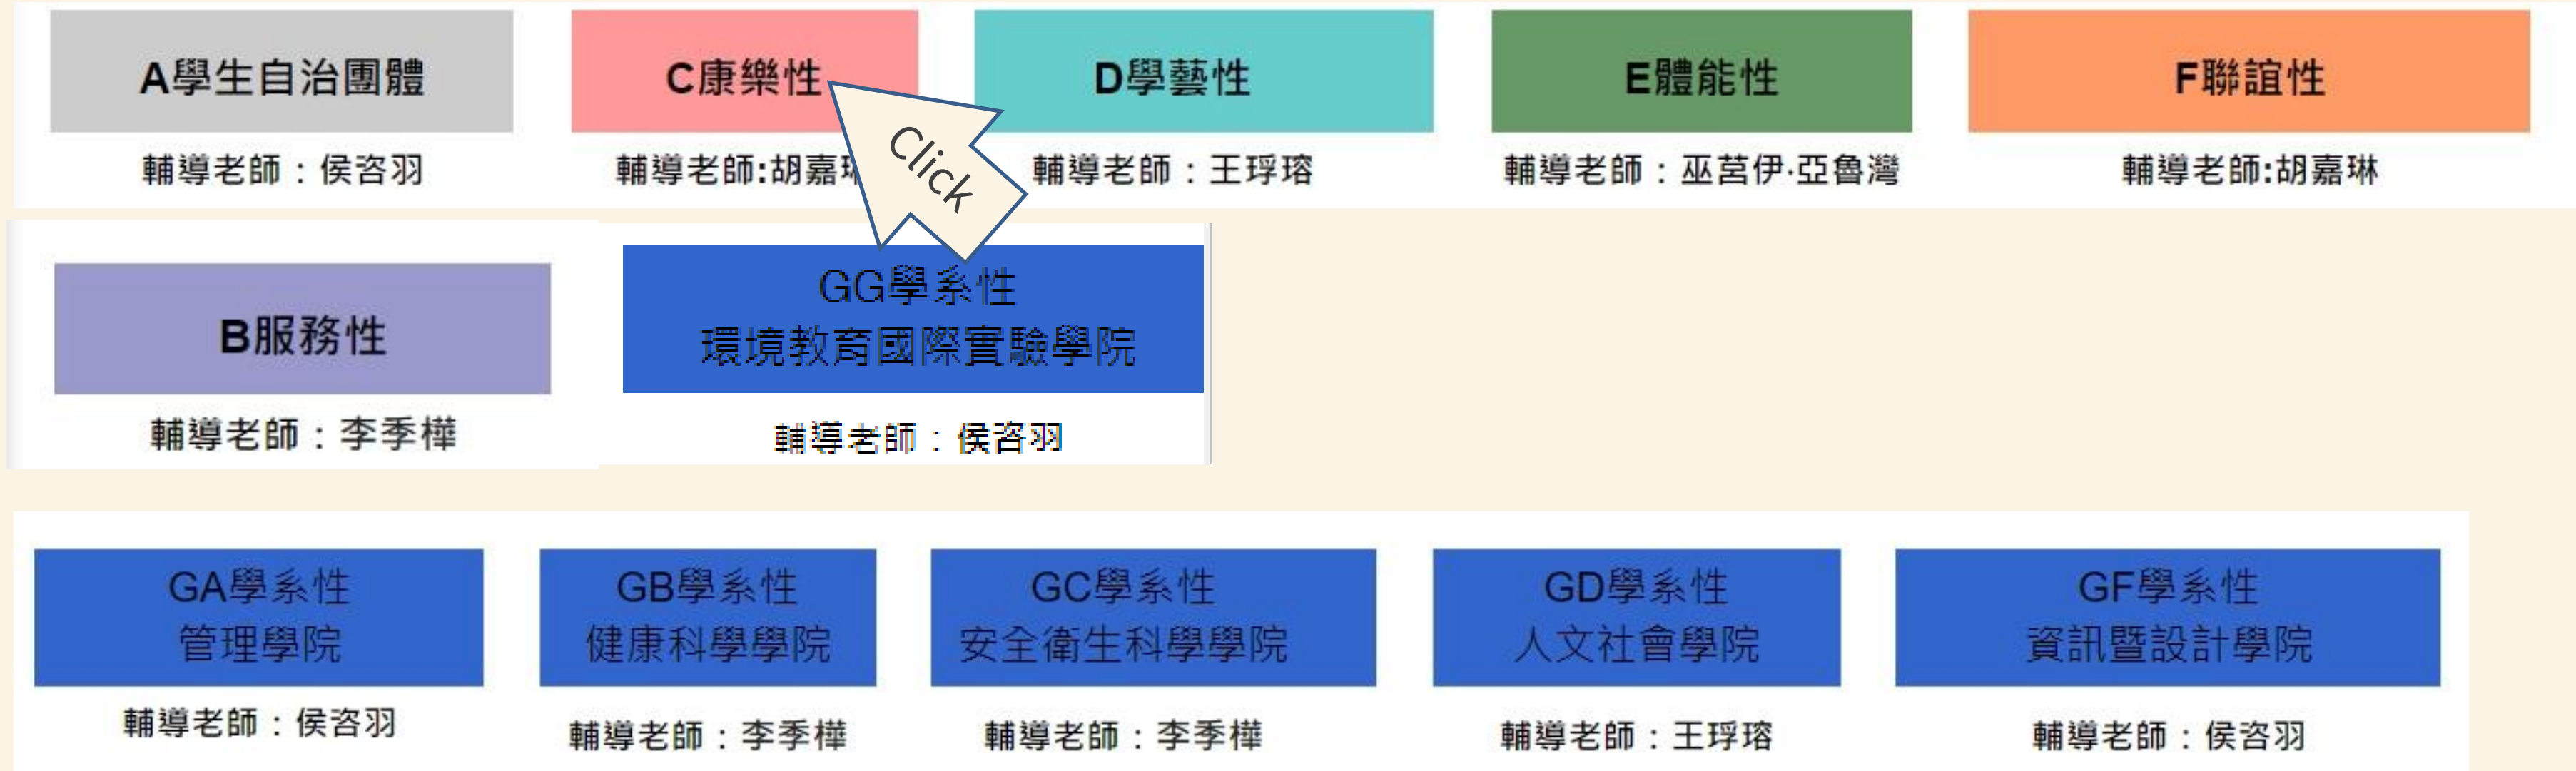 A學生自治團體
C康樂性
D學藝性
E體能性
F聯誼性
輔導老師：侯咨羽
輔導老師:胡嘉
輔導老師：王琈瑢
輔導老師：巫莒伊·亞魯灣
輔導老師:胡嘉琳
Click
B服務性
GG學系性
環境教育國際實驗學院
輔導老師：李季樺
輔導老師：侯咨羽
GA學系性
管理學院
GB學系性
健康科學學院
GC學系性
安全衛生科學學院
GD學系性
人文社會學院
GF學系性
資訊暨設計學院
輔導老師：侯咨羽
輔導老師：李季樺
輔導老師：李季樺
輔導老師：王琈瑢
輔導老師：侯咨羽